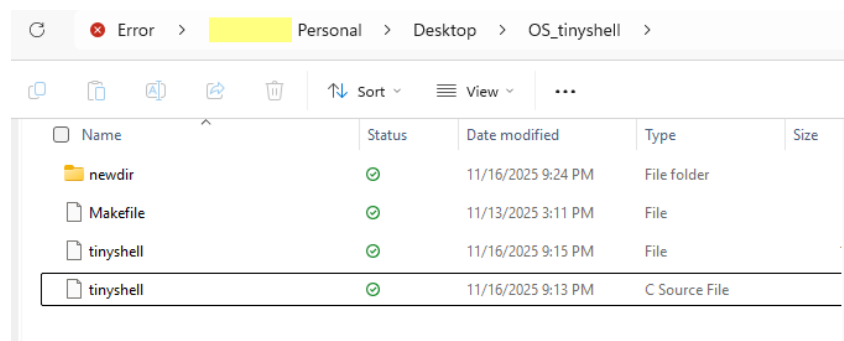 Error > Personal > Desktop > OS_tinyshell >
Sort View ...
Name Status Date modified Type Size
newdir 11/16/2025 9:24 PM File folder
Makefile 11/13/2025 3:11 PM File
tinyshell 11/16/2025 9:15 PM File
tinyshell 11/16/2025 9:13 PM C Source File